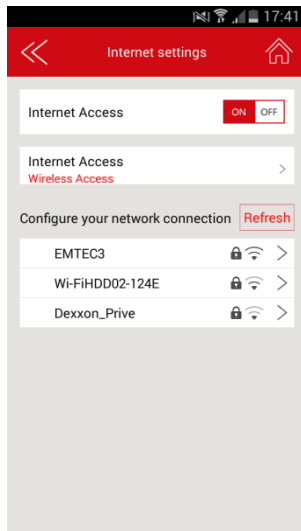 17:41
Internet settings
Internet Access ON OFF
Internet Access
Wireless Access
Configure your network connection Refresh
EMTEC3
Wi-FiHDD02-124E
Dexxon_Prive